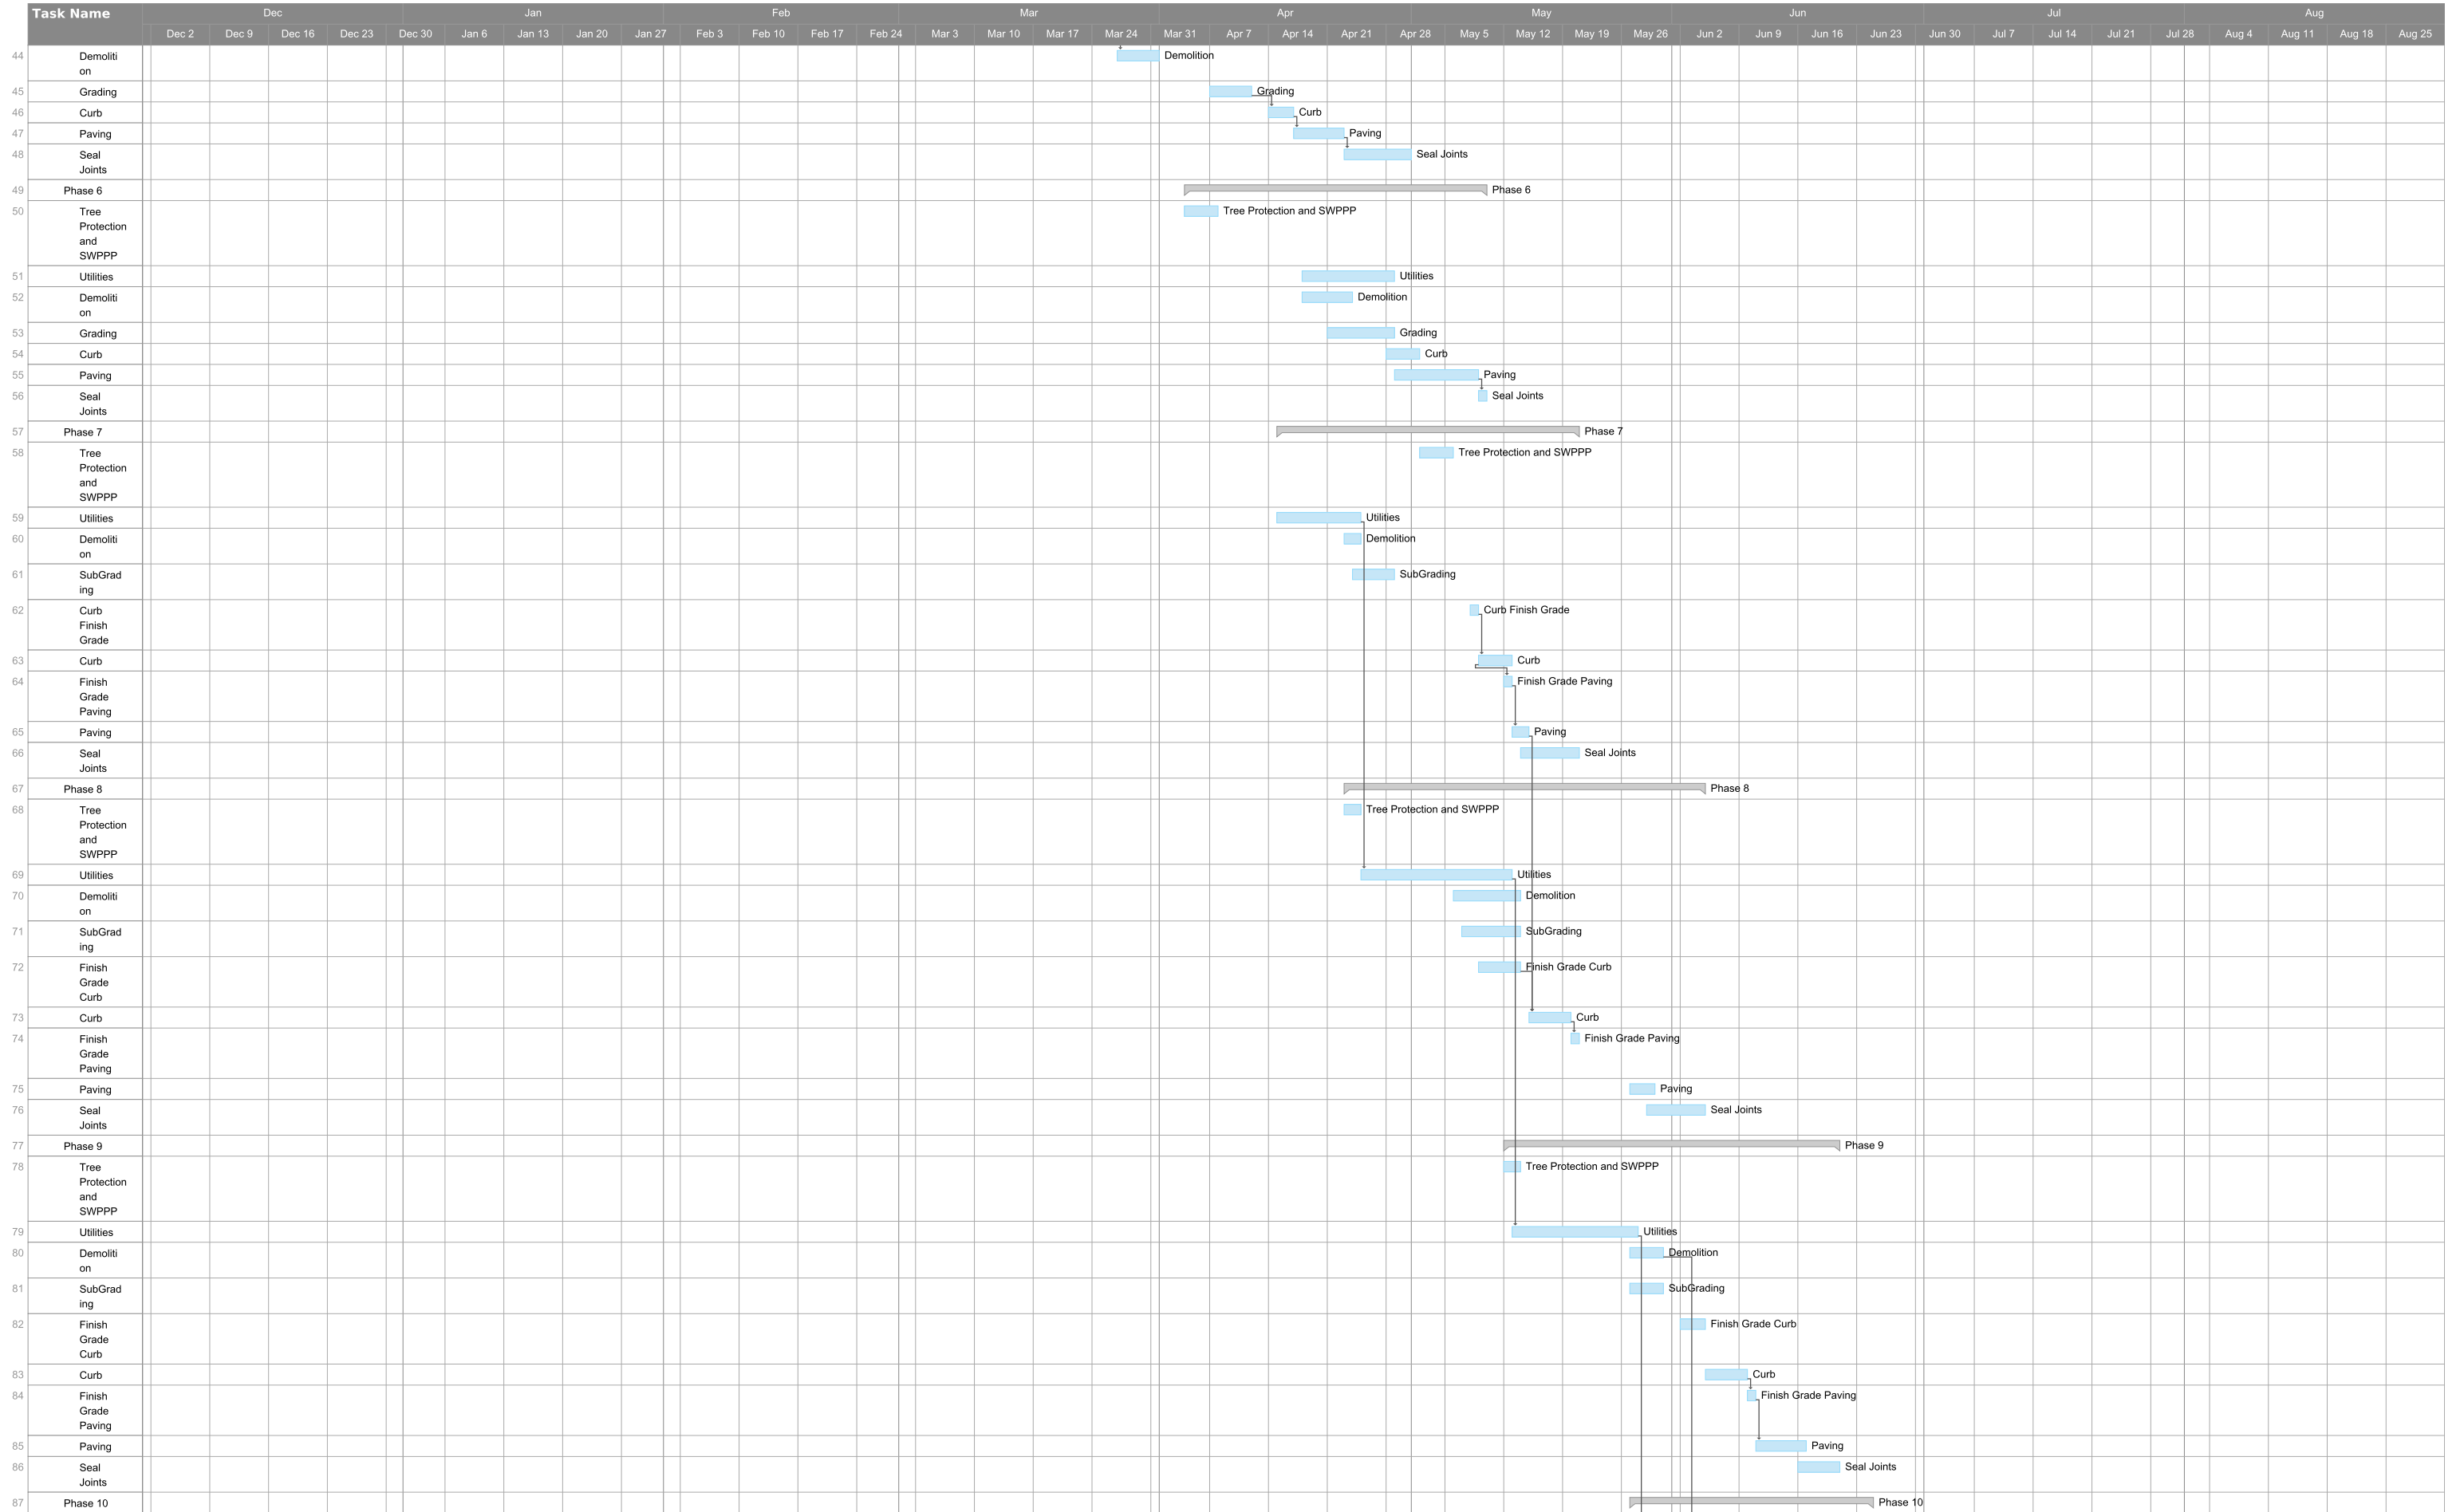 Task Name Dec Jan Feb Mar Apr May Jun Jul Aug
Dec 2 Dec 9 Dec 16 Dec 23 Dec 30 Jan 6 Jan 13 Jan 20 Jan 27 Feb 3 Feb 10 Feb 17 Feb 24 Mar 3 Mar 10 Mar 17 Mar 24 Mar 31 Apr 7 Apr 14 Apr 21 Apr 28 May 5 May 12 May 19 May 26 Jun 2 Jun 9 Jun 16 Jun 23 Jun 30 Jul 7 Jul 14 Jul 21 Jul 28 Aug 4 Aug 11 Aug 18 Aug 25
44 Demoliti Demolition
on
45 Grading Grading
46 Curb Curb
47 Paving Paving
48 Seal Seal Joints
Joints
49 Phase 6 Phase 6
50 Tree Tree Protection and SWPPP
Protection
and
SWPPP
51 Utilities Utilities
52 Demoliti Demolition
on
53 Grading Grading
54 Curb Curb
55 Paving Paving
56 Seal Seal Joints
Joints
57 Phase 7 Phase 7
58 Tree Tree Protection and SWPPP
Protection
and
SWPPP
59 Utilities Utilities
60 Demoliti Demolition
on
61 SubGrad SubGrading
ing
62 Curb Curb Finish Grade
Finish
Grade
63 Curb Curb
64 Finish Finish Grade Paving
Grade
Paving
65 Paving Paving
66 Seal Seal Joints
Joints
67 Phase 8 Phase 8
68 Tree Tree Protection and SWPPP
Protection
and
SWPPP
69 Utilities Utilities
70 Demoliti Demolition
on
71 SubGrad SubGrading
ing
72 Finish Finish Grade Curb
Grade
Curb
73 Curb Curb
74 Finish Finish Grade Paving
Grade
Paving
75 Paving Paving
76 Seal Seal Joints
Joints
77 Phase 9 Phase 9
78 Tree Tree Protection and SWPPP
Protection
and
SWPPP
79 Utilities Utilities
80 Demoliti Demolition
on
81 SubGrad SubGrading
ing
82 Finish Finish Grade Curb
Grade
Curb
83 Curb Curb
84 Finish Finish Grade Paving
Grade
Paving
85 Paving Paving
86 Seal Seal Joints
Joints
87 Phase 10 Phase 10